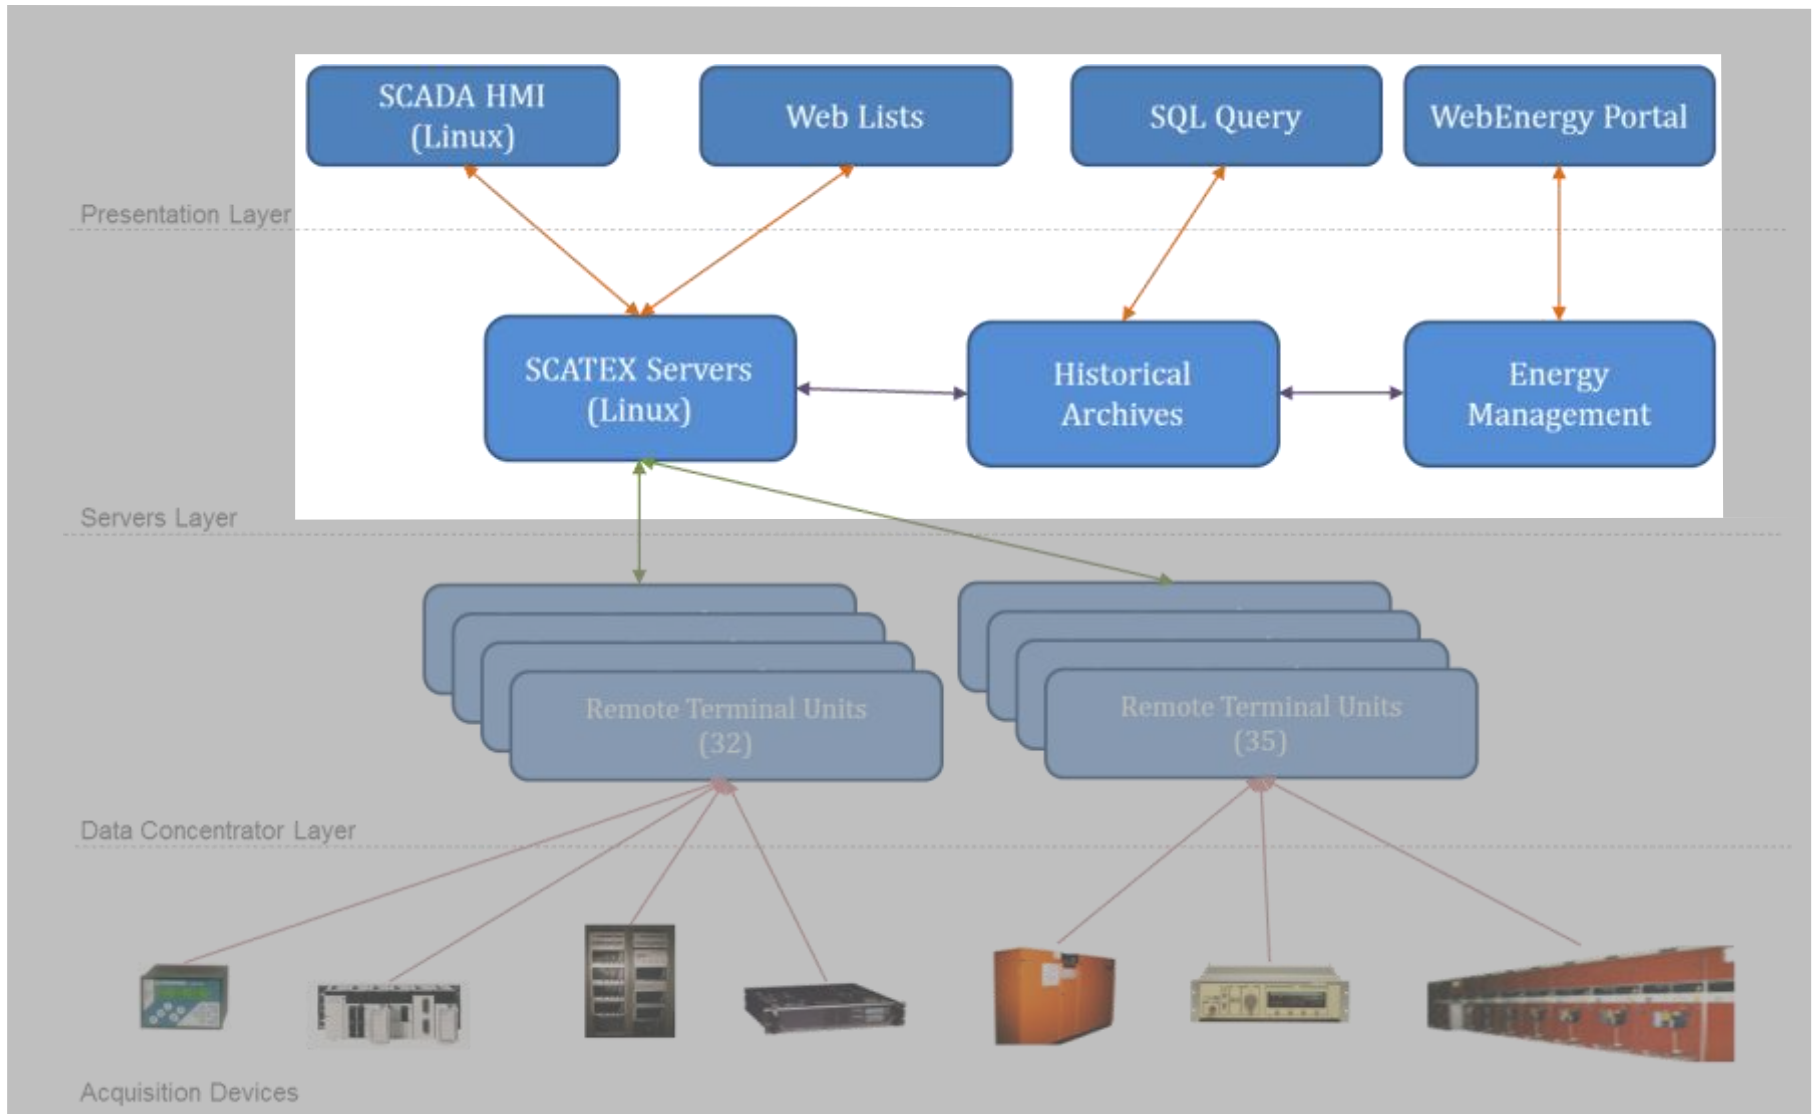 SCADA HMI
(Linux)
Web Lists
SQL Query
WebEnergy Portal
Presentation Layer
SCATEX Servers
(Linux)
Historical
Archives
Energy
Management
Servers Layer
Remote Terminal Units
(32)
Remote Terminal Units
(35)
Data Concentrator Layer
Acquisition Devices